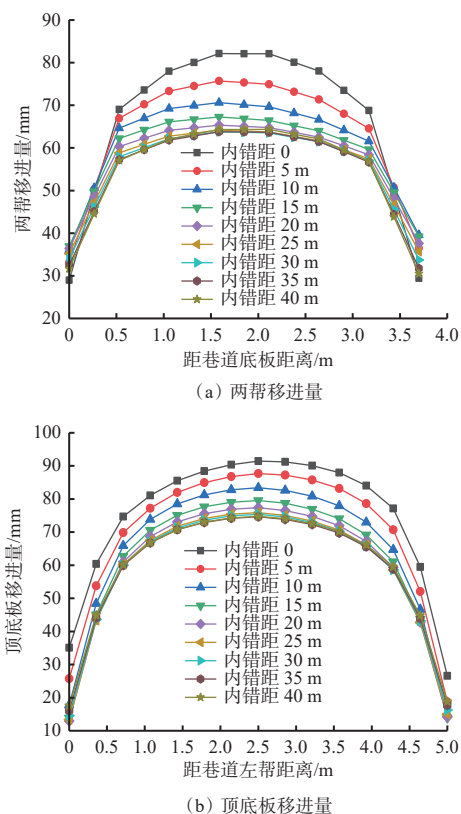 90
80
70
60
50
40
30
20
两帮移进量/mm
内错距 0
内错距 5 m
内错距 10 m
内错距 15 m
内错距 20 m
内错距 25 m
内错距 30 m
内错距 35 m
内错距 40 m
0 0.5 1.0 1.5 2.0 2.5 3.0 3.5 4.0
距巷道底板距离/m
（a）两帮移进量
100
90
80
70
60
50
40
30
20
10
顶底板移进量/mm
内错距 0
内错距 5 m
内错距 10 m
内错距 15 m
内错距 20 m
内错距 25 m
内错距 30 m
内错距 35 m
内错距 40 m
0 0.5 1.0 1.5 2.0 2.5 3.0 3.5 4.0 4.5 5.0
距巷道左帮距离/m
（b）顶底板移进量